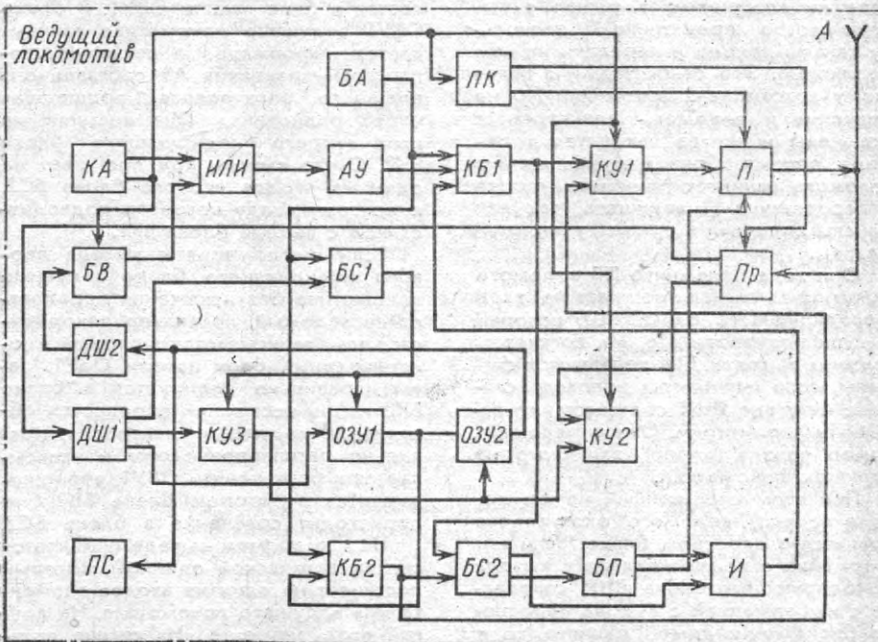 Ведущий
локомотив
А
БА
ПК
КА
ИЛИ
АУ
КБ1
КУ1
П
БВ
БС1
Пр
ДШ2
ДШ1
КУ3
ОЗУ1
ОЗУ2
КУ2
ПС
КБ2
БС2
БП
И